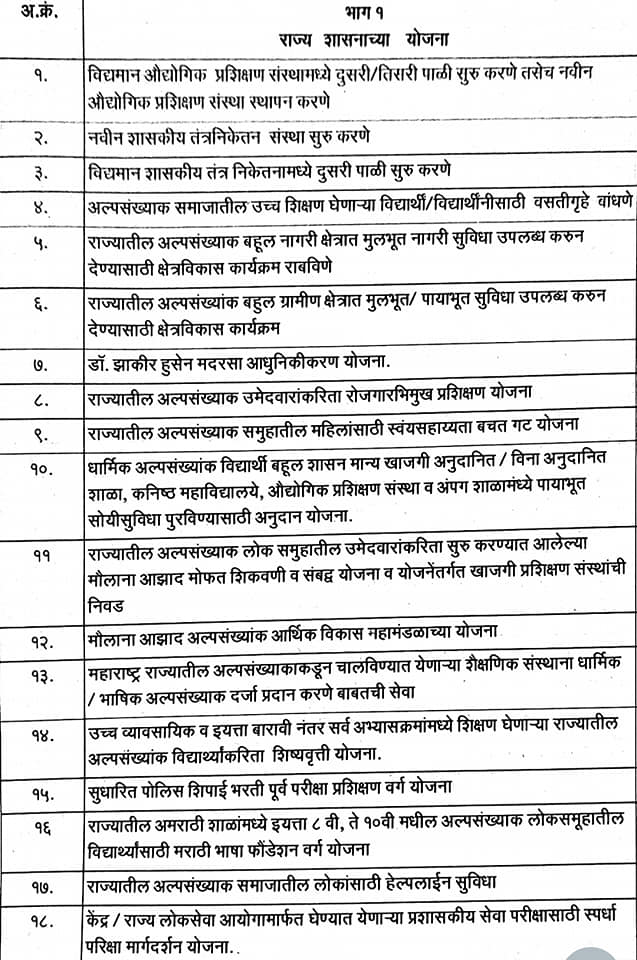 अ.क्रं.
भाग १
राज्य शासनाच्या योजना
१.
विद्यमान औद्योगिक प्रशिक्षण संस्थामध्ये दुसरी/तिसरी पाळी सुरु करणे तसेच नवीन
औद्योगिक प्रशिक्षण संस्था स्थापन करणे
२.
नवीन शासकीय तंत्रनिकेतन संस्था सुरु करणे
३.
विद्यमान शासकीय तंत्र निकेतनामध्ये दुसरी पाळी सुरु करणे
४.
अल्पसंख्याक समाजातील उच्च शिक्षण घेणाऱ्या विद्यार्थी/विद्यार्थींनीसाठी वसतीगृहे बांधणे
५.
राज्यातील अल्पसंख्याक बहूल नागरी क्षेत्रात मुलभूत नागरी सुविधा उपलब्ध करुन
देण्यासाठी क्षेत्रविकास कार्यक्रम राबविणे
६.
राज्यातील अल्पसंख्यांक बहुल ग्रामीण क्षेत्रात मुलभूत/ पायाभूत सुविधा उपलब्ध करुन
देण्यासाठी क्षेत्रविकास कार्यक्रम
७.
डॉ. झाकीर हुसेन मदरसा आधुनिकीकरण योजना.
८.
राज्यातील अल्पसंख्याक उमेदवारांकरिता रोजगारभिमुख प्रशिक्षण योजना
९.
राज्यातील अल्पसंख्याक समुहातील महिलांसाठी स्वंयसहाय्यता बचत गट योजना
१०.
धार्मिक अल्पसंख्यांक विद्यार्थी बहूल शासन मान्य खाजगी अनुदानित / विना अनुदानित
शाळा, कनिष्ठ महाविद्यालये, औद्योगिक प्रशिक्षण संस्था व अंपग शाळामंध्ये पायाभूत
सोयीसुविधा पुरविण्यासाठी अनुदान योजना.
११
राज्यातील अल्पसंख्याक लोक समुहातील उमेदवारांकरिता सुरु करण्यात आलेल्या
मौलाना आझाद मोफत शिकवणी व संबद्व योजना व योजनेंतर्गत खाजगी प्रशिक्षण संस्थांची
निवड
१२.
मौलाना आझाद अल्पसंख्यांक आर्थिक विकास महामंडळाच्या योजना
१३.
महाराष्ट्र राज्यातील अल्पसंख्याकाकडून चालविण्यात येणाऱ्या शैक्षणिक संस्थाना धार्मिक
/ भाषिक अल्पसंख्याक दर्जा प्रदान करणे बाबतची सेवा
१४.
उच्च व्यावसायिक व इयत्ता बारावी नंतर सर्व अभ्यासक्रमांमध्ये शिक्षण घेणाऱ्या राज्यातील
अल्पसंख्यांक विद्यार्थ्यांकरिता शिष्यवृत्ती योजना.
१५.
सुधारित पोलिस शिपाई भरती पूर्व परीक्षा प्रशिक्षण वर्ग योजना
१६
राज्यातील अमराठी शाळांमध्ये इयत्ता ८ वी, ते १०वी मधील अल्पसंख्याक लोकसमूहातील
विद्यार्थ्यांसाठी मराठी भाषा फौंडेशन वर्ग योजना
१७.
राज्यातील अल्पसंख्याक समाजातील लोकांसाठी हेल्पलाईन सुविधा
१८.
केंद्र / राज्य लोकसेवा आयोगामार्फत घेण्यात येणाऱ्या प्रशासकीय सेवा परीक्षासाठी स्पर्धा
परिक्षा मार्गदर्शन योजना..